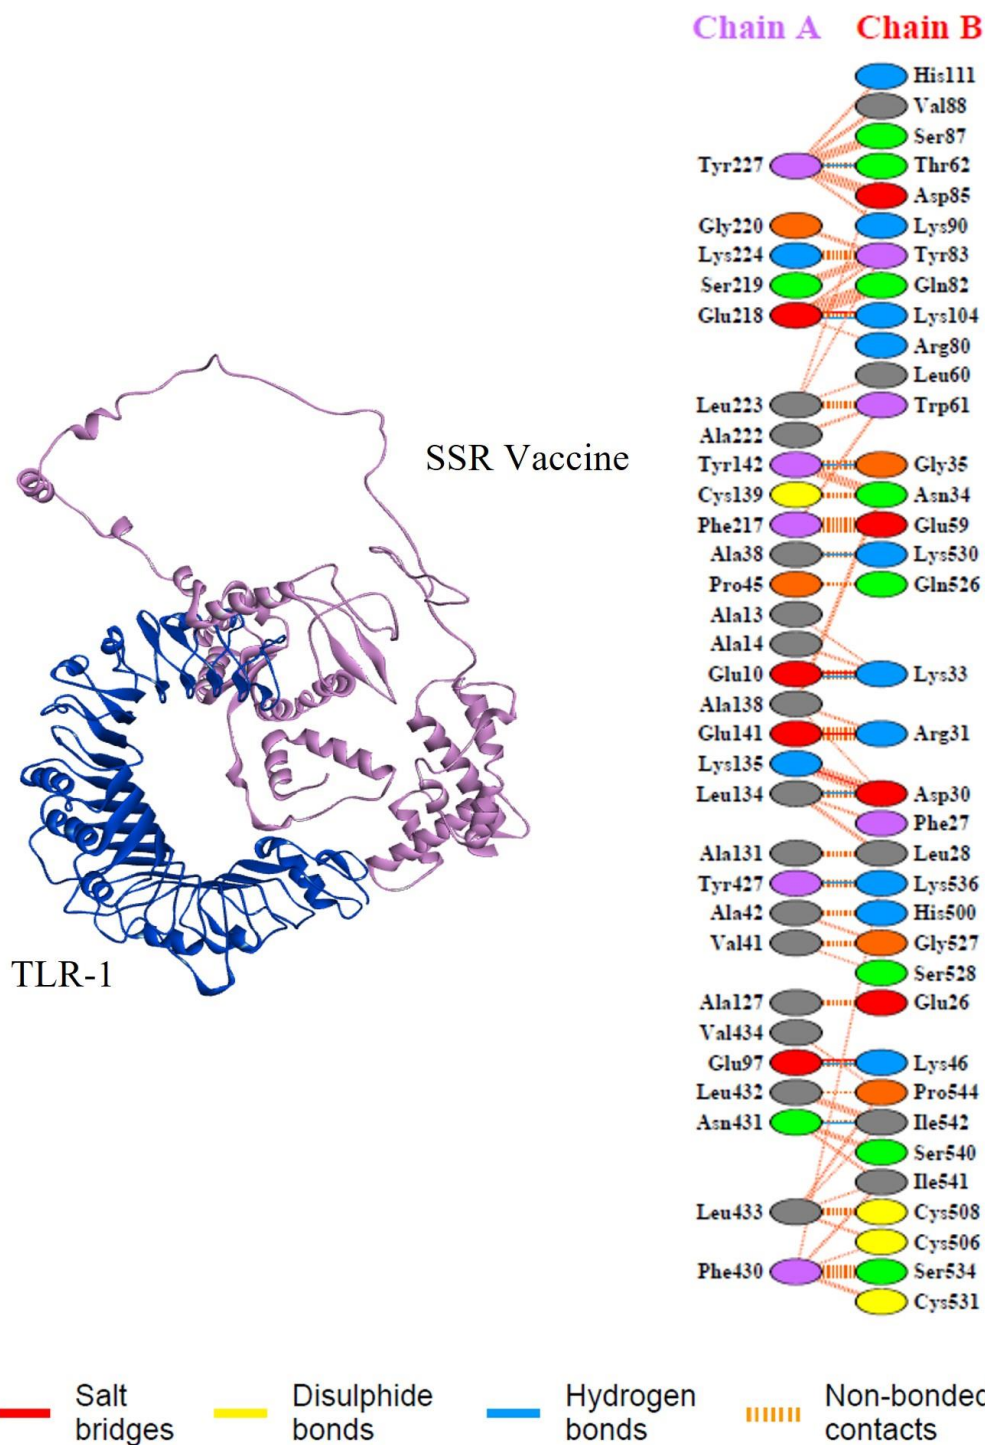 Chain A Chain B
His111
Val88
Ser87
Tyr227 Thr62
Asp85
Gly220 Lys90
Lys224 Tyr83
Ser219 Gln82
Glu218 Lys104
Arg80
Leu60
Leu223 Trp61
Ala222
Tyr142 Gly35
Cys139 Asn34
Phe217 Glu59
Ala38 Lys530
Pro45 Gln526
Ala13
Ala14
Glu10 Lys33
Ala138
Glu141 Arg31
Lys135
Leu134 Asp30
Phe27
Ala131 Leu28
Tyr427 Lys536
Ala42 His500
Val41 Gly527
Ser528
Ala127 Glu26
Val434
Glu97 Lys46
Leu432 Pro544
Asn431 Ile542
Ser540
Ile541
Leu433 Cys508
Cys506
Phe430 Ser534
Cys531
SSR Vaccine
TLR-1
Salt
bridges
Disulphide
bonds
Hydrogen
bonds
Non-bonded
contacts